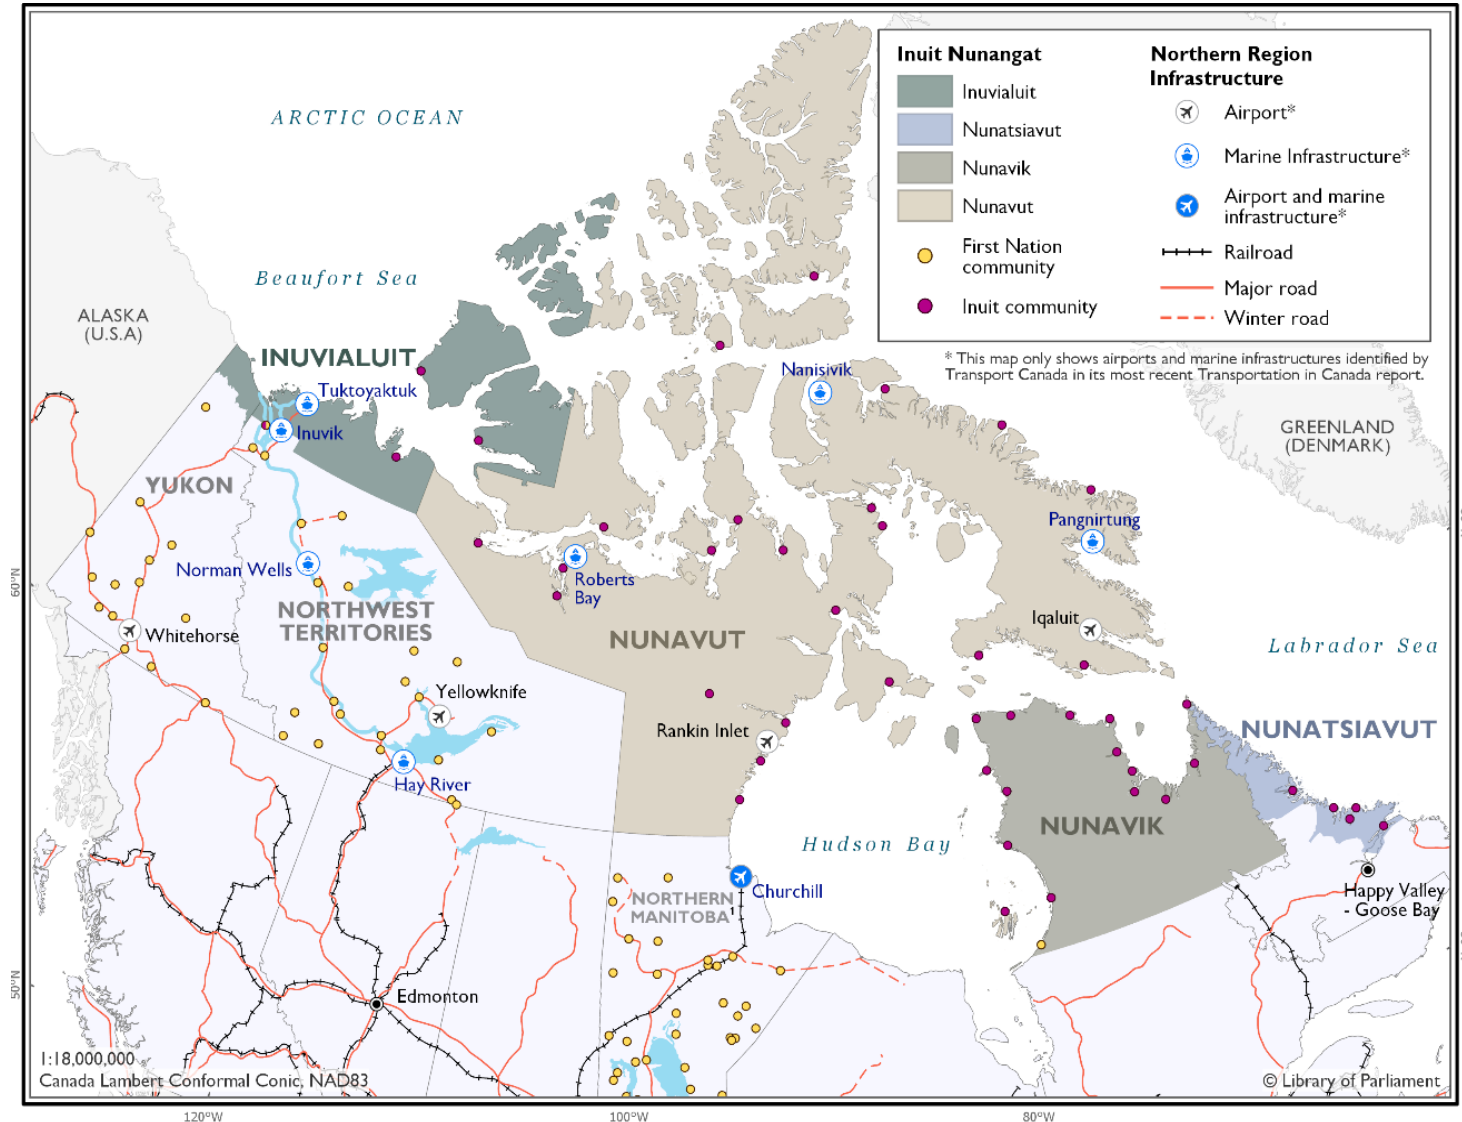 ARCTIC OCEAN
Beaufort Sea
ALASKA
(U.S.A)
INUVIALUIT
Tuktoyaktuk
Inuvik
YUKON
Norman Wells
NORTHWEST
TERRITORIES
Whitehorse
Yellowknife
Hay River
Roberts
Bay
NUNAVUT
Rankin Inlet
Nanisivik
Pangnirtung
Iqaluit
GREENLAND
(DENMARK)
Labrador Sea
NUNATSIAVUT
NUNAVIK
Hudson Bay
NORTHERN
MANITOBA1
Churchill
Happy Valley
- Goose Bay
Edmonton
Inuit Nunangat
Inuvialuit
Nunatsiavut
Nunavik
Nunavut
First Nation
community
Inuit community
Northern Region
Infrastructure
Airport*
Marine Infrastructure*
Airport and marine
infrastructure*
Railroad
Major road
Winter road
* This map only shows airports and marine infrastructures identified by
Transport Canada in its most recent Transportation in Canada report.
60°N
50°N
1:18,000,000
Canada Lambert Conformal Conic, NAD83
© Library of Parliament
120°W
100°W
80°W